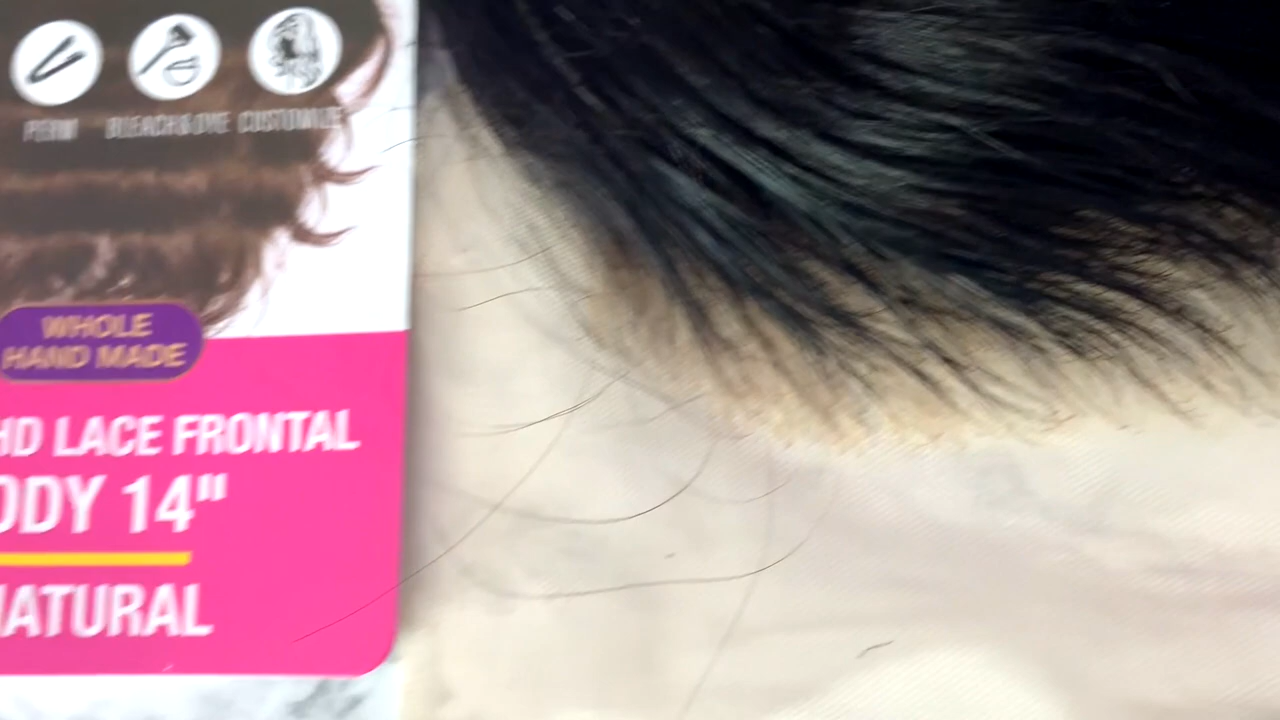 PERM BLEACH&DYE CUSTOMIZE
WHOLE
HAND MADE
HD LACE FRONTAL
ODY 14"
NATURAL